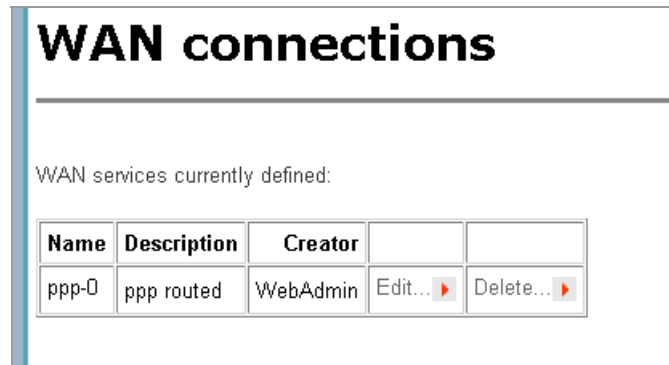 WAN connections
WAN services currently defined:
Name Description Creator
ppp-0 ppp routed WebAdmin Edit... Delete...